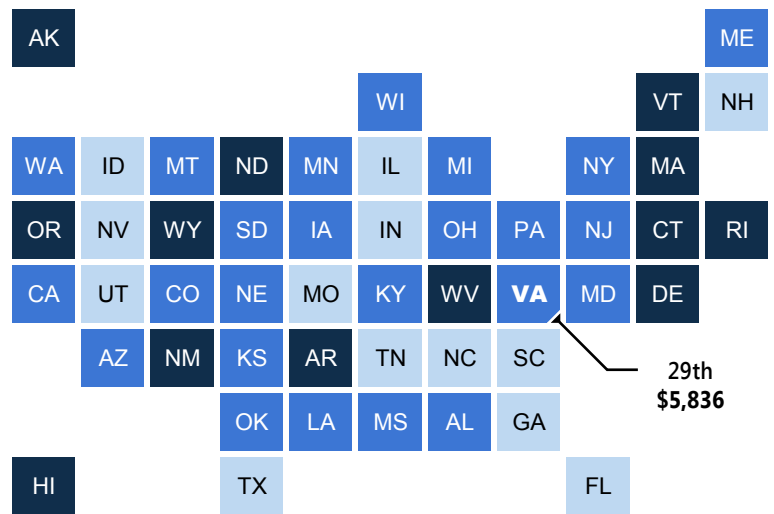 AK ME
WI VT NH
WA ID MT ND MN IL MI NY MA
OR NV WY SD IA IN OH PA NJ CT RI
CA UT CO NE MO KY WV VA MD DE
AZ NM KS AR TN NC SC
29th
$5,836
OK LA MS AL GA
HI TX FL